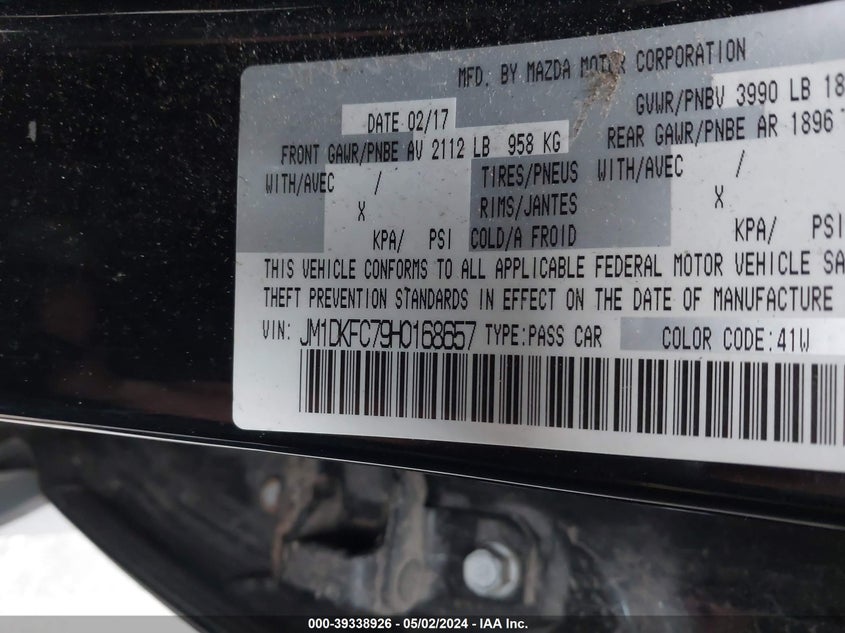 MFD. BY MAZDA MOTOR CORPORATION
DATE:02/17 GVWR/PNBV 3990 LB 18
FRONT GAWR/PNBE AV 2112 LB 958 KG REAR GAWR/PNBE AR 1896
WITH/AVEC / TIRES/PNEUS WITH/AVEC /
X RIMS/JANTES X
KPA/ PSI COLD/A FROID KPA/ PSI
THIS VEHICLE CONFORMS TO ALL APPLICABLE FEDERAL MOTOR VEHICLE SA
THEFT PREVENTION STANDARDS IN EFFECT ON THE DATE OF MANUFACTURE
VIN: JM1DKFC79H0168657 TYPE:PASS CAR COLOR CODE:41W
000-39338926 - 05/02/2024 - IAA Inc.